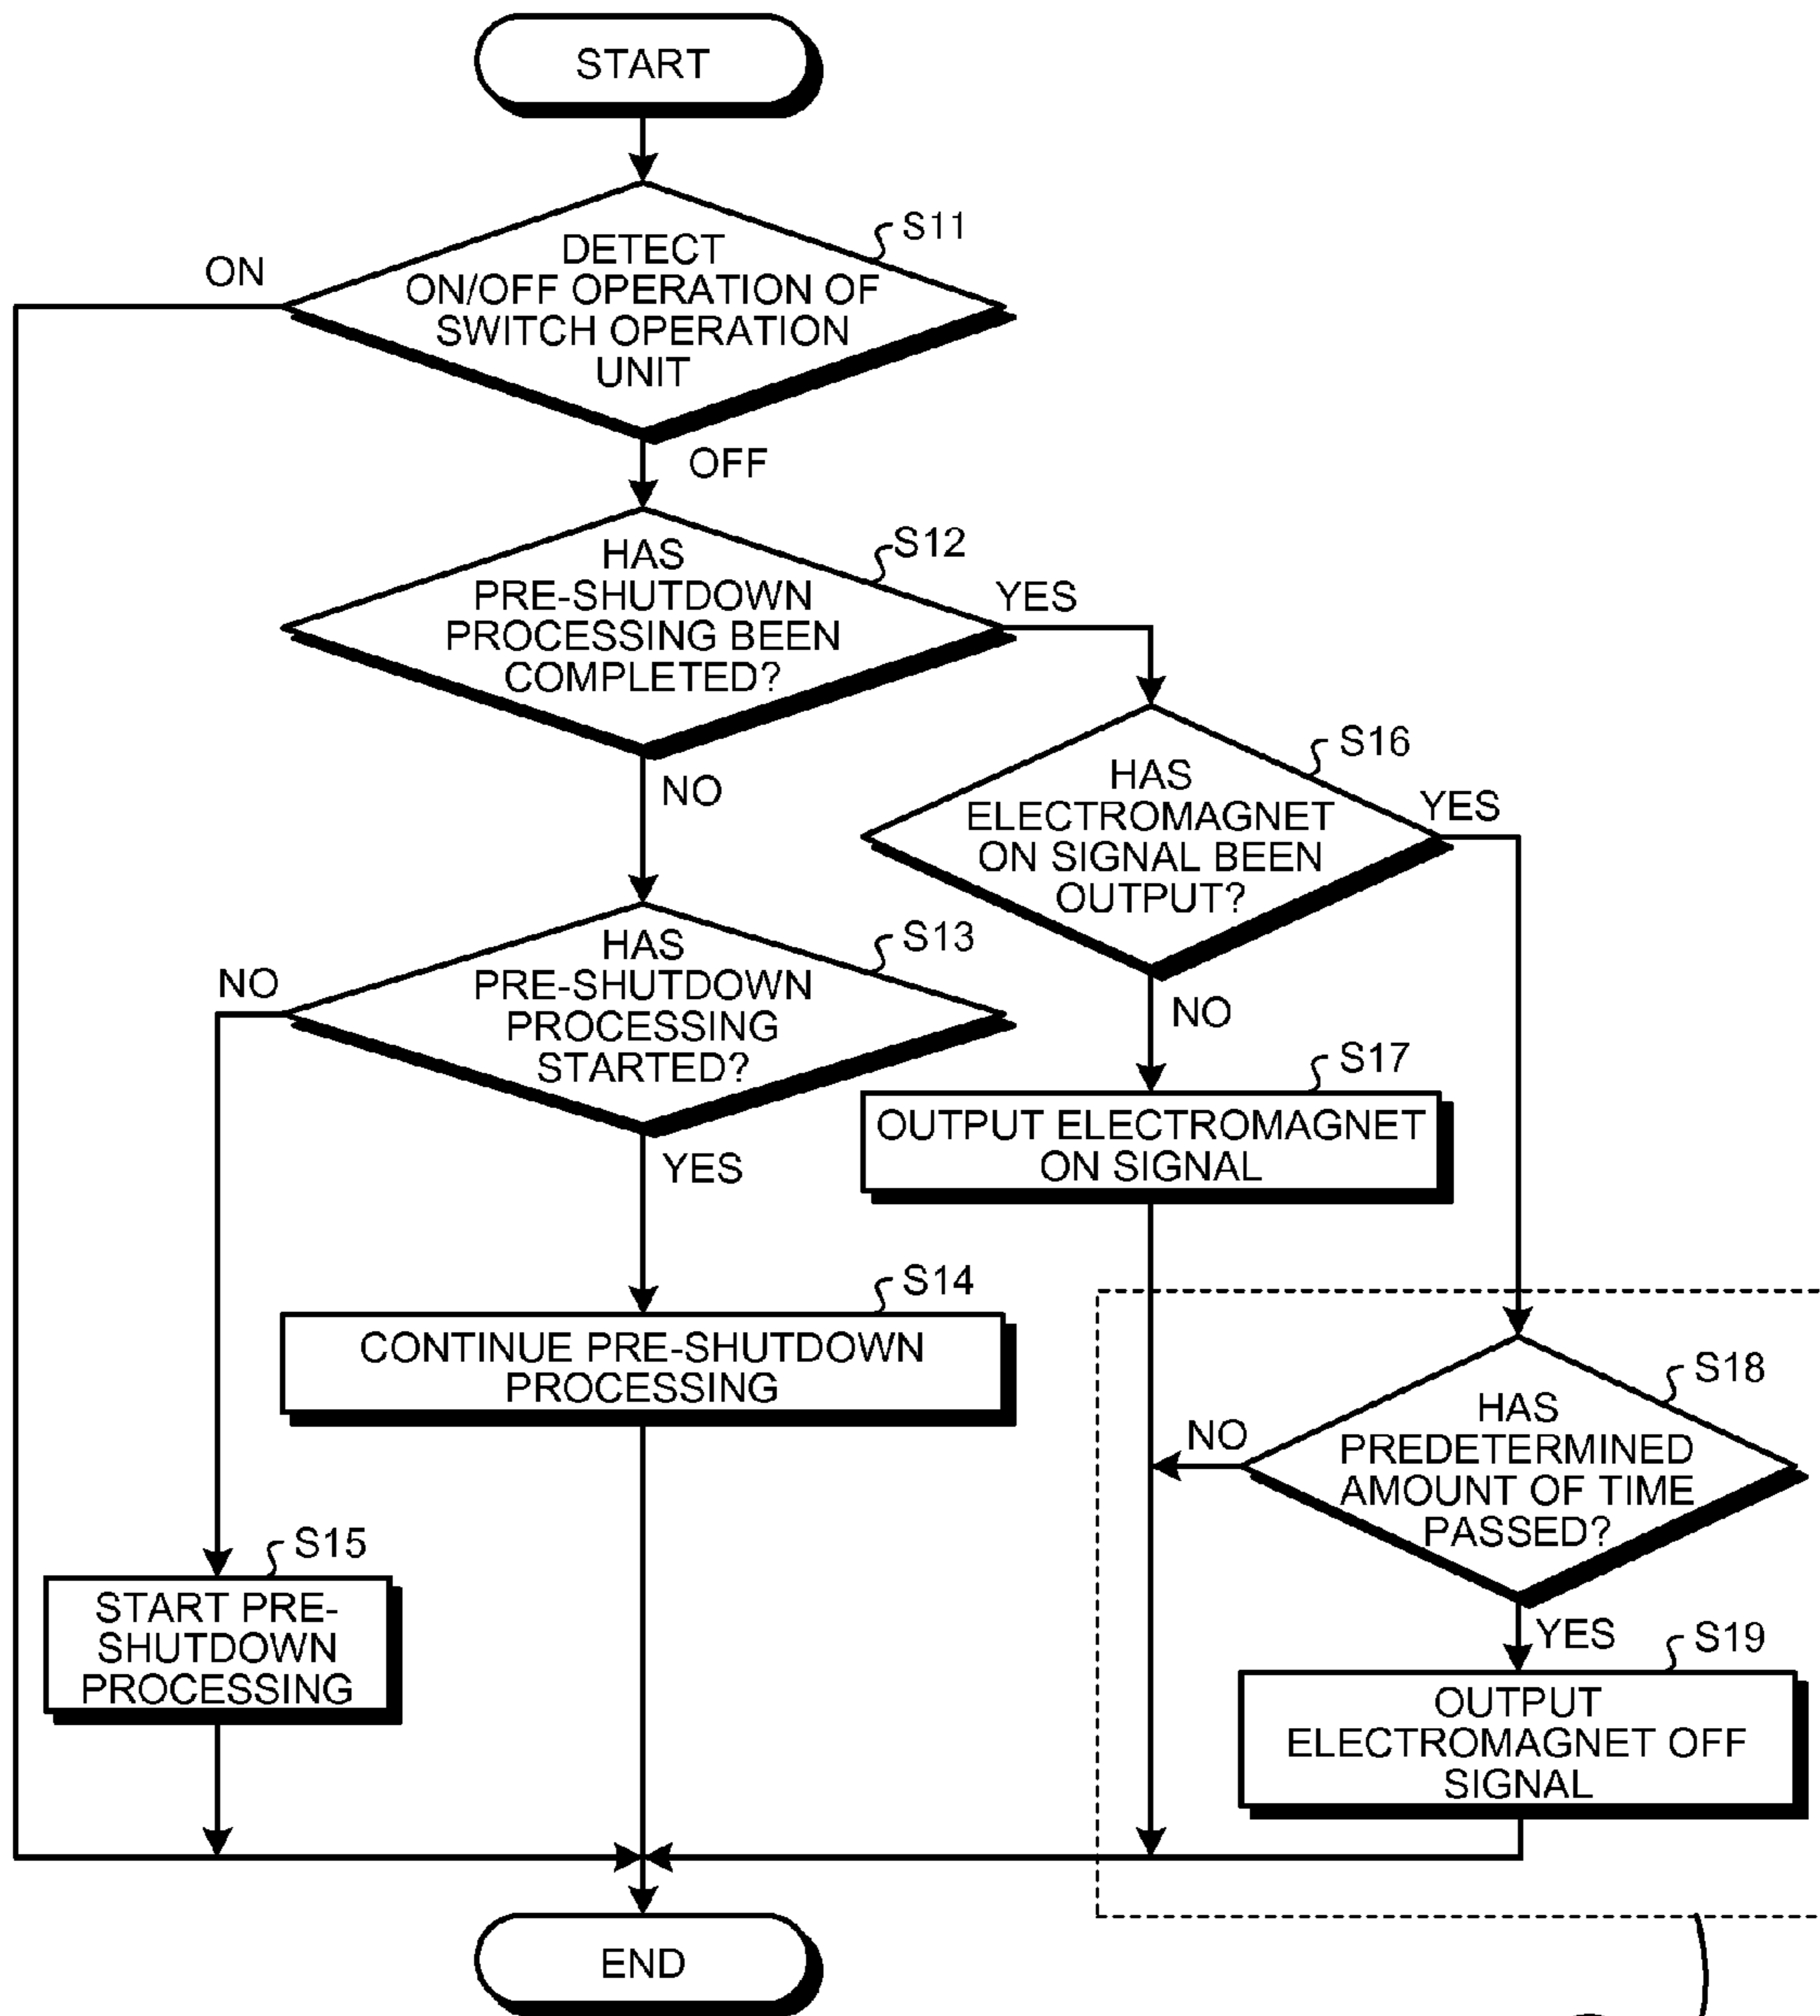 START
S11
DETECT
ON/OFF OPERATION OF
SWITCH OPERATION
UNIT
ON
OFF
S12
HAS
PRE-SHUTDOWN
PROCESSING BEEN
COMPLETED?
YES
NO
S16
HAS
ELECTROMAGNET
ON SIGNAL BEEN
OUTPUT?
YES
NO
S13
HAS
PRE-SHUTDOWN
PROCESSING
STARTED?
NO
YES
S17
OUTPUT ELECTROMAGNET
ON SIGNAL
S14
CONTINUE PRE-SHUTDOWN
PROCESSING
S18
HAS
PREDETERMINED
AMOUNT OF TIME
PASSED?
NO
YES
S15
START PRE-
SHUTDOWN
PROCESSING
S19
OUTPUT
ELECTROMAGNET OFF
SIGNAL
END